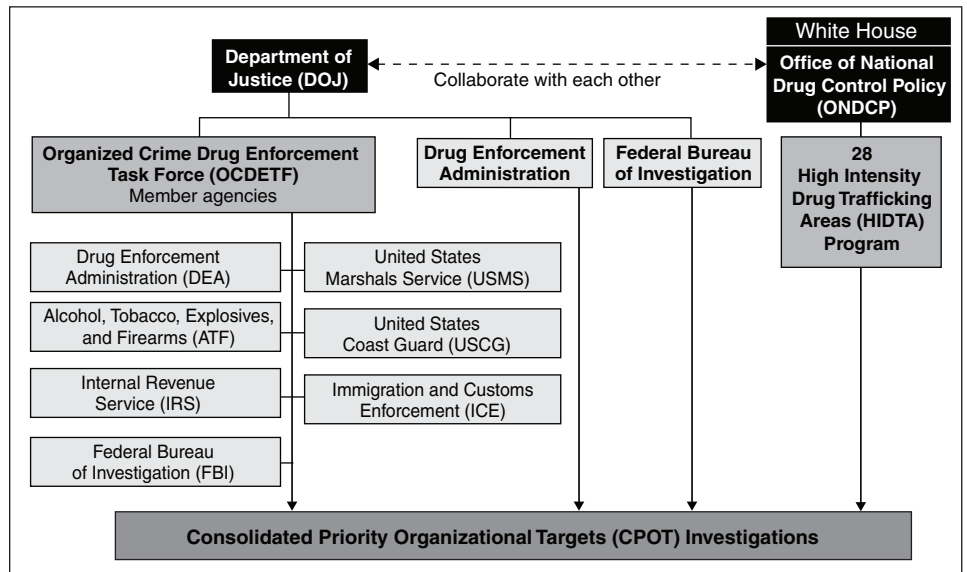 Department of
Justice (DOJ)
Collaborate with each other
White House
Office of National
Drug Control Policy
(ONDCP)
Organized Crime Drug Enforcement
Task Force (OCDETF)
Member agencies
Drug Enforcement
Administration
Federal Bureau
of Investigation
28
High Intensity
Drug Trafficking
Areas (HIDTA)
Program
Drug Enforcement
Administration (DEA)
United States
Marshals Service (USMS)
Alcohol, Tobacco, Explosives,
and Firearms (ATF)
United States
Coast Guard (USCG)
Internal Revenue
Service (IRS)
Immigration and Customs
Enforcement (ICE)
Federal Bureau
of Investigation (FBI)
Consolidated Priority Organizational Targets (CPOT) Investigations